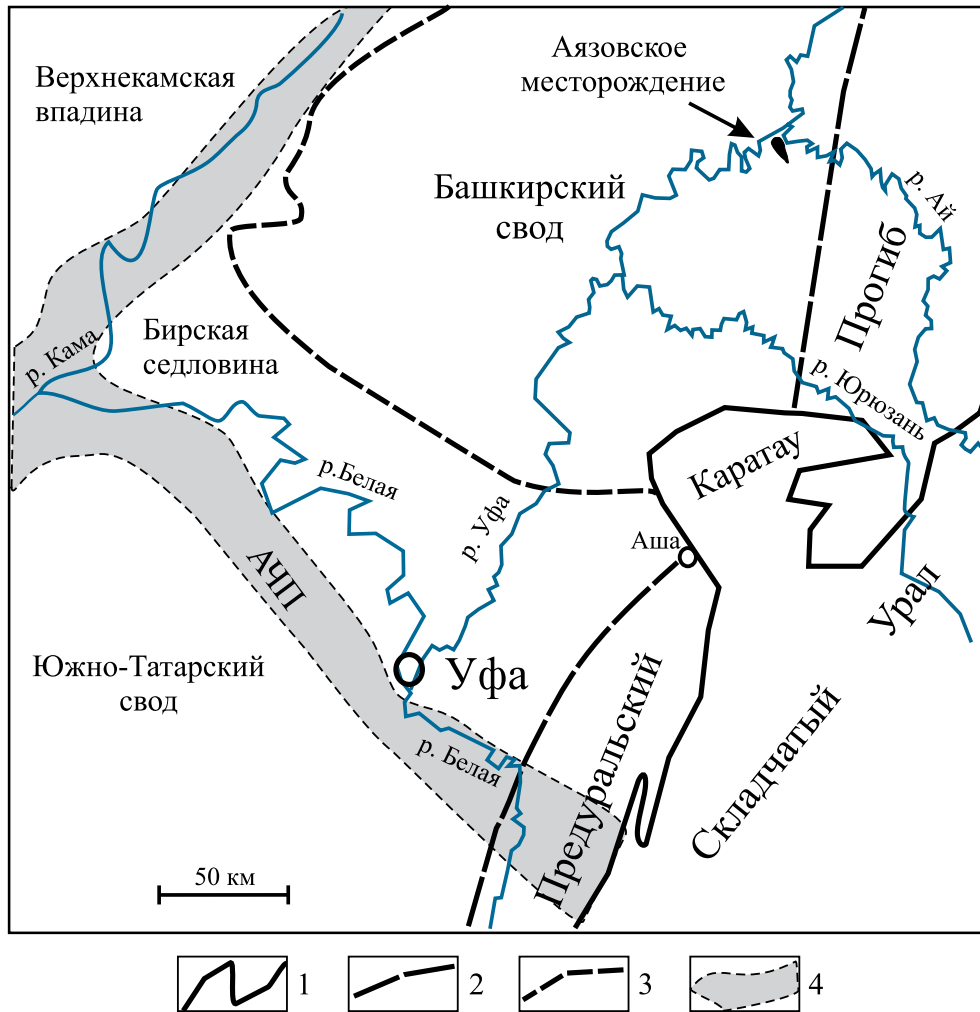 Верхнекамская
впадина
Аязовское
месторождение
Башкирский
свод
р. Ай
Прогиб
Бирская
седловина
р. Кама
р. Юрюзань
Каратау
р.Белая
р. Уфа
Аша
АЧП
Урал
Южно-Татарский
свод
Уфа
р. Белая
Предуральский
Складчатый
50 км
1
2
3
4